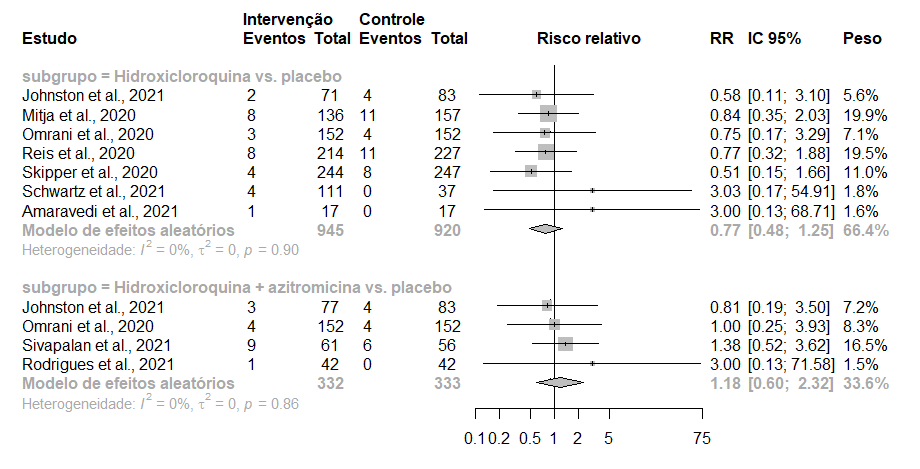 Intervenção Controle
Estudo Eventos Total Eventos Total Risco relativo RR IC 95% Peso
subgrupo = Hidroxicloroquina vs. placebo
Johnston et al., 2021 2 71 4 83 0.58 [0.11; 3.10] 5.6%
Mitja et al., 2020 8 136 11 157 0.84 [0.35; 2.03] 19.9%
Omrani et al., 2020 3 152 4 152 0.75 [0.17; 3.29] 7.1%
Reis et al., 2020 8 214 11 227 0.77 [0.32; 1.88] 19.5%
Skipper et al., 2020 4 244 8 247 0.51 [0.15; 1.66] 11.0%
Schwartz et al., 2021 4 111 0 37 3.03 [0.17; 54.91] 1.8%
Amaravedi et al., 2021 1 17 0 17 3.00 [0.13; 68.71] 1.6%
Modelo de efeitos aleatórios 945 920 0.77 [0.48; 1.25] 66.4%
Heterogeneidade: I² = 0%, τ² = 0, p = 0.90
subgrupo = Hidroxicloroquina + azitromicina vs. placebo
Johnston et al., 2021 3 77 4 83 0.81 [0.19; 3.50] 7.2%
Omrani et al., 2020 4 152 4 152 1.00 [0.25; 3.93] 8.3%
Sivapalan et al., 2021 9 61 6 56 1.38 [0.52; 3.62] 16.5%
Rodrigues et al., 2021 1 42 0 42 3.00 [0.13; 71.58] 1.5%
Modelo de efeitos aleatórios 332 333 1.18 [0.60; 2.32] 33.6%
Heterogeneidade: I² = 0%, τ² = 0, p = 0.86
0.1 0.2 0.5 1 2 5 75